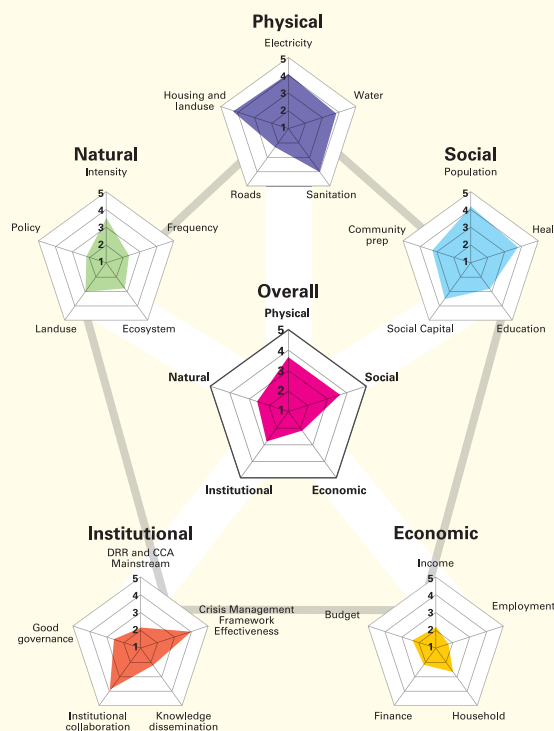 Physical
Electricity
5
4
3
2
1
Housing and
landuse
Water
Roads
Sanitation
Natural
Intensity
5
4
3
2
1
Policy
Frequency
Landuse
Ecosystem
Social
Population
5
4
3
2
1
Community
prep
Heal
Social Capital
Education
Overall
Physical
5
4
3
2
1
Natural
Social
Institutional
Economic
Institutional
DRR and CCA
Mainstream
5
4
3
2
1
Good
governance
Crisis Management
Framework
Effectiveness
Institutional
collaboration
Knowledge
dissemination
Economic
Income
5
4
3
2
1
Budget
Employment
Finance
Household